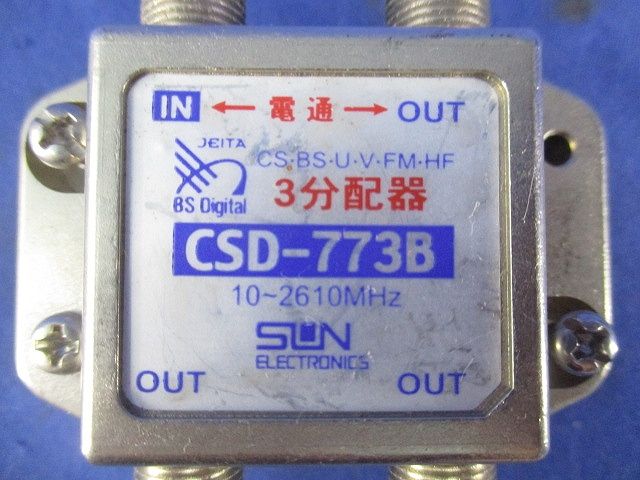 IN ← 電通 → OUT
JEITA
CS·BS·U·V·FM·HF
BS Digital
3分配器
CSD-773B
10~2610MHz
SUN
ELECTRONICS
OUT OUT